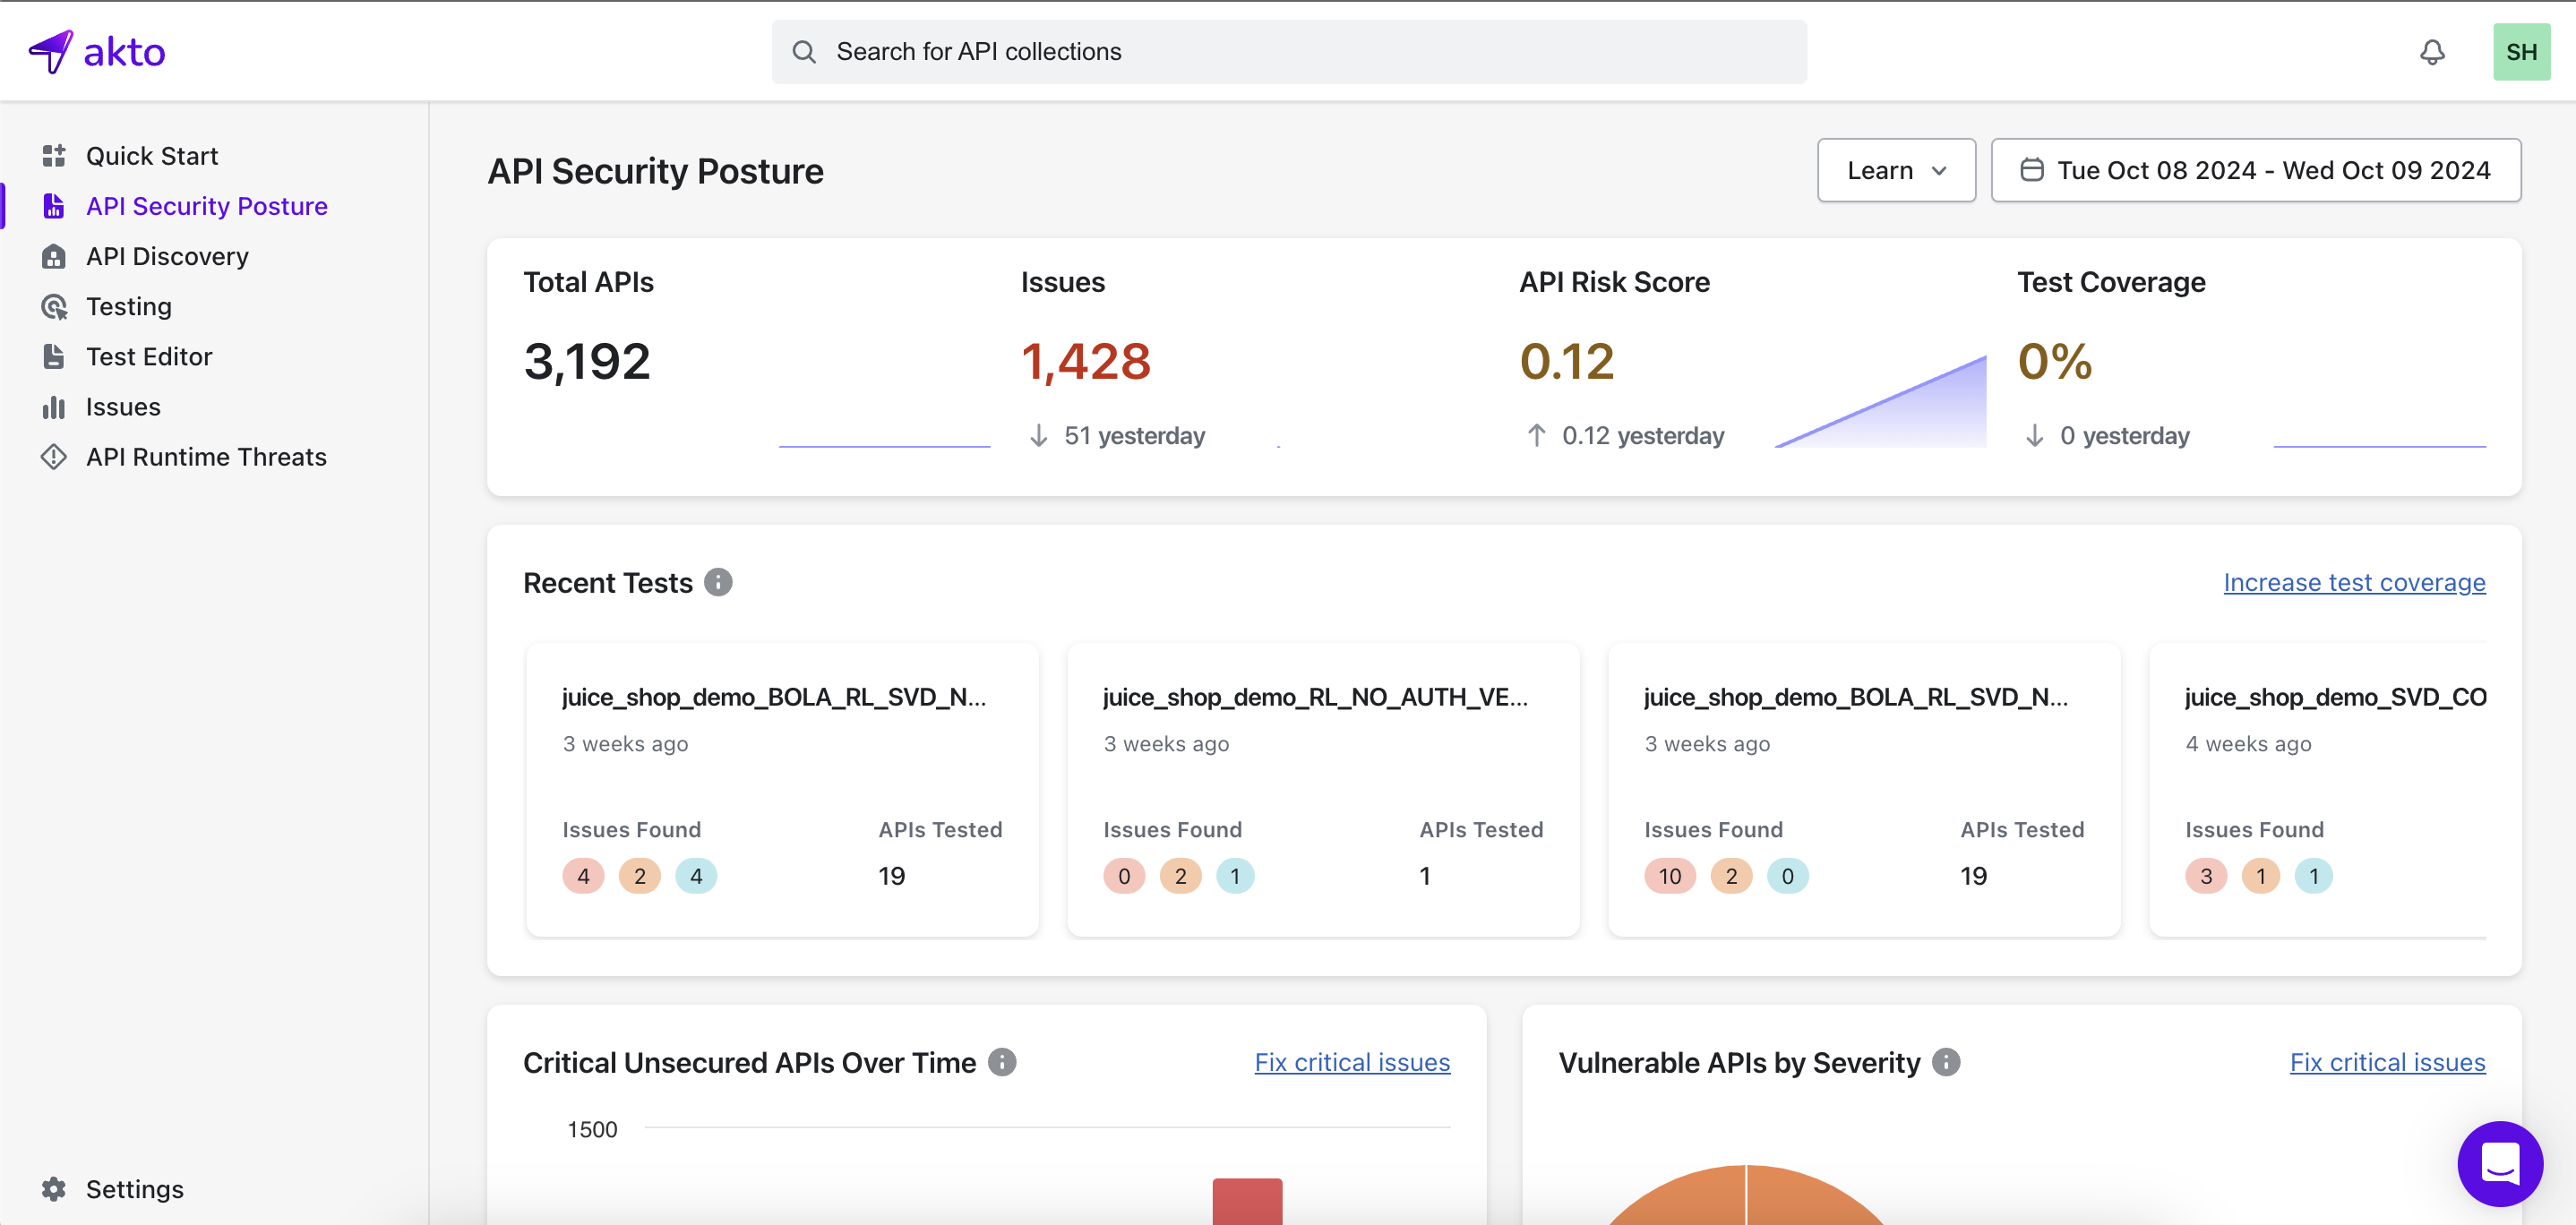 akto
Search for API collections
SH
Quick Start
API Security Posture
API Discovery
Testing
Test Editor
Issues
API Runtime Threats
Settings
API Security Posture
Learn
Tue Oct 08 2024 - Wed Oct 09 2024
Total APIs
3,192
Issues
1,428
51 yesterday
API Risk Score
0.12
0.12 yesterday
Test Coverage
0%
0 yesterday
Recent Tests
Increase test coverage
juice_shop_demo_BOLA_RL_SVD_N...
3 weeks ago
Issues Found
APIs Tested
4 2 4
19
juice_shop_demo_RL_NO_AUTH_VE...
3 weeks ago
Issues Found
APIs Tested
0 2 1
1
juice_shop_demo_BOLA_RL_SVD_N...
3 weeks ago
Issues Found
APIs Tested
10 2 0
19
juice_shop_demo_SVD_CO
4 weeks ago
Issues Found
3 1 1
Critical Unsecured APIs Over Time
Fix critical issues
1500
Vulnerable APIs by Severity
Fix critical issues